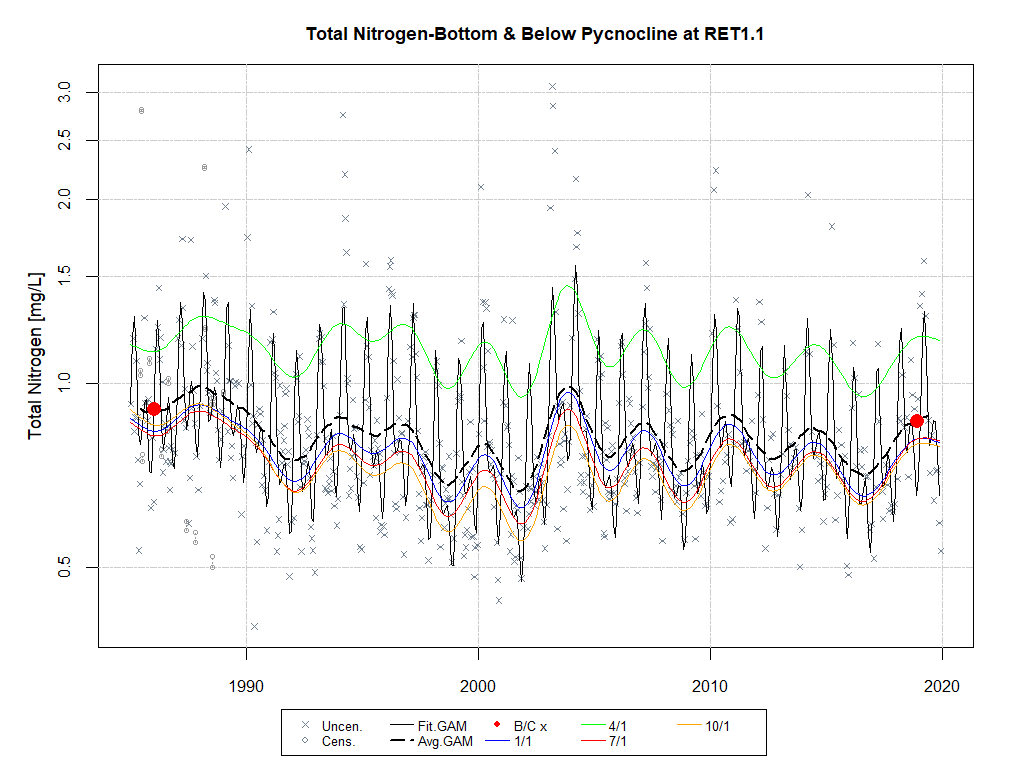 Total Nitrogen-Bottom & Below Pycnocline at RET1.1
Total Nitrogen [mg/L]
3.0
2.5
2.0
1.5
1.0
0.5
1990 2000 2010 2020
Uncen. Fit.GAM B/C x 4/1 10/1
Cens. Avg.GAM 1/1 7/1